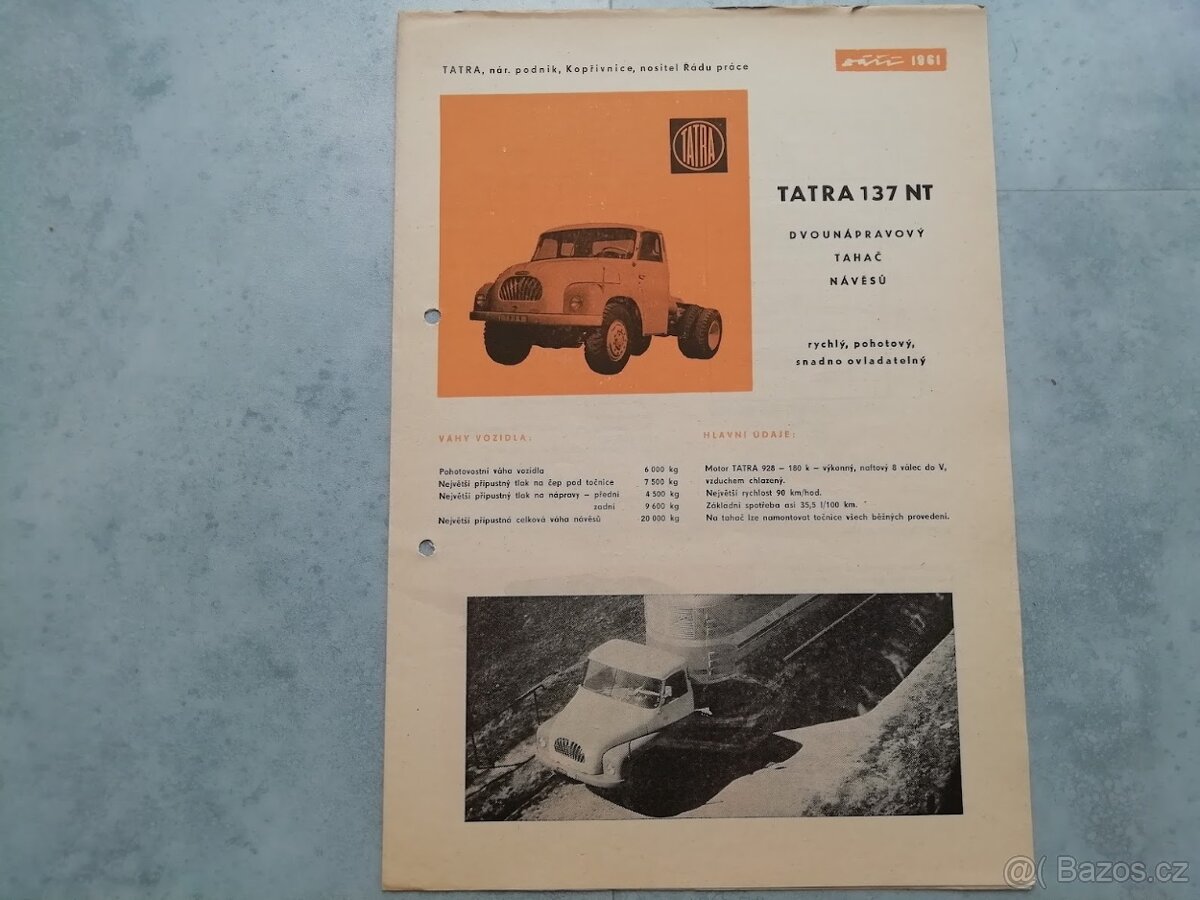 TATRA, nár. podnik, Kopřivnice, nositel Řádu práce
září 1961
TATRA
TATRA 137 NT
DVOUNÁPRAVOVÝ
TAHAČ
NÁVĚSŮ
rychlý, pohotový,
snadno ovladatelný
VÁHY VOZIDLA:
Pohotovostní váha vozidla 6 000 kg
Největší přípustný tlak na čep pod točnice 7 500 kg
Největší přípustný tlak na nápravy – přední 4 500 kg
zadní 9 600 kg
Největší přípustná celková váha návěsů 20 000 kg
HLAVNÍ ÚDAJE:
Motor TATRA 928 – 180 k – výkonný, naftový 8 válec do V,
vzduchem chlazený.
Největší rychlost 90 km/hod.
Základní spotřeba asi 35,5 l/100 km.
Na tahač lze namontovat točnice všech běžných provedení.
@( Bazos.cz